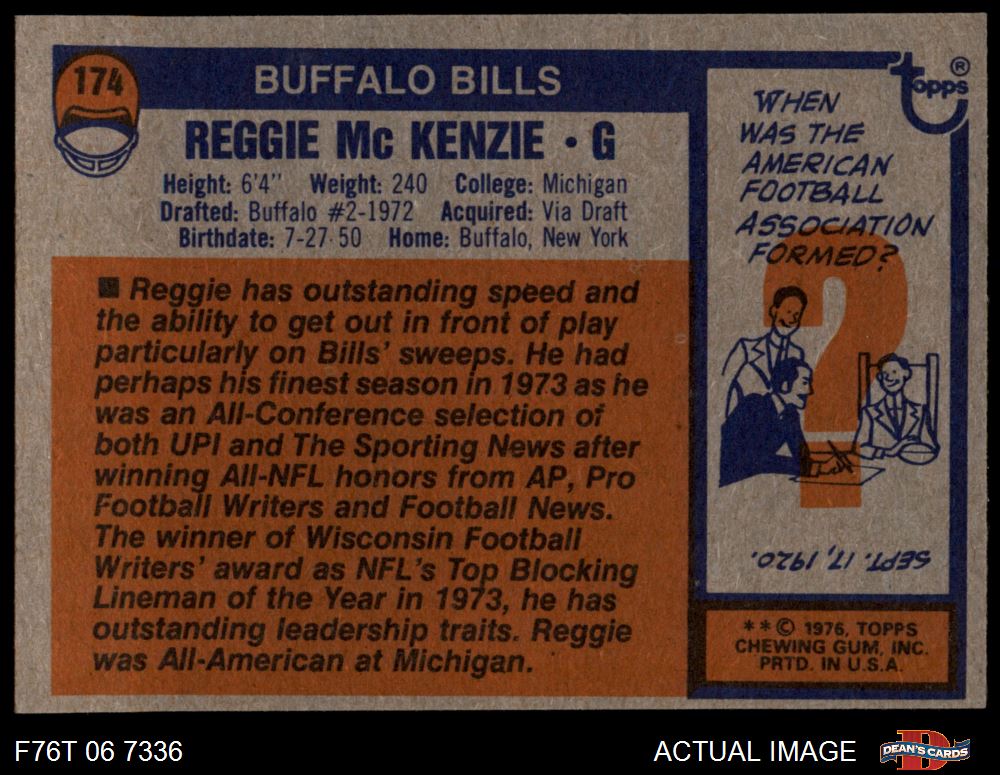 174
BUFFALO BILLS
REGGIE Mc KENZIE • G
Height: 6'4" Weight: 240 College: Michigan
Drafted: Buffalo #2-1972 Acquired: Via Draft
Birthdate: 7-27-50 Home: Buffalo, New York
■ Reggie has outstanding speed and
the ability to get out in front of play
particularly on Bills' sweeps. He had
perhaps his finest season in 1973 as he
was an All-Conference selection of
both UPI and The Sporting News after
winning All-NFL honors from AP, Pro
Football Writers and Football News.
The winner of Wisconsin Football
Writers' award as NFL's Top Blocking
Lineman of the Year in 1973, he has
outstanding leadership traits. Reggie
was All-American at Michigan.
Topps ®
WHEN
WAS THE
AMERICAN
FOOTBALL
ASSOCIATION
FORMED?
?
SEPT. 17, 1920.
**© 1976, TOPPS
CHEWING GUM, INC.
PRTD. IN U.S.A.
F76T 06 7336
ACTUAL IMAGE
D
DEAN'S CARDS